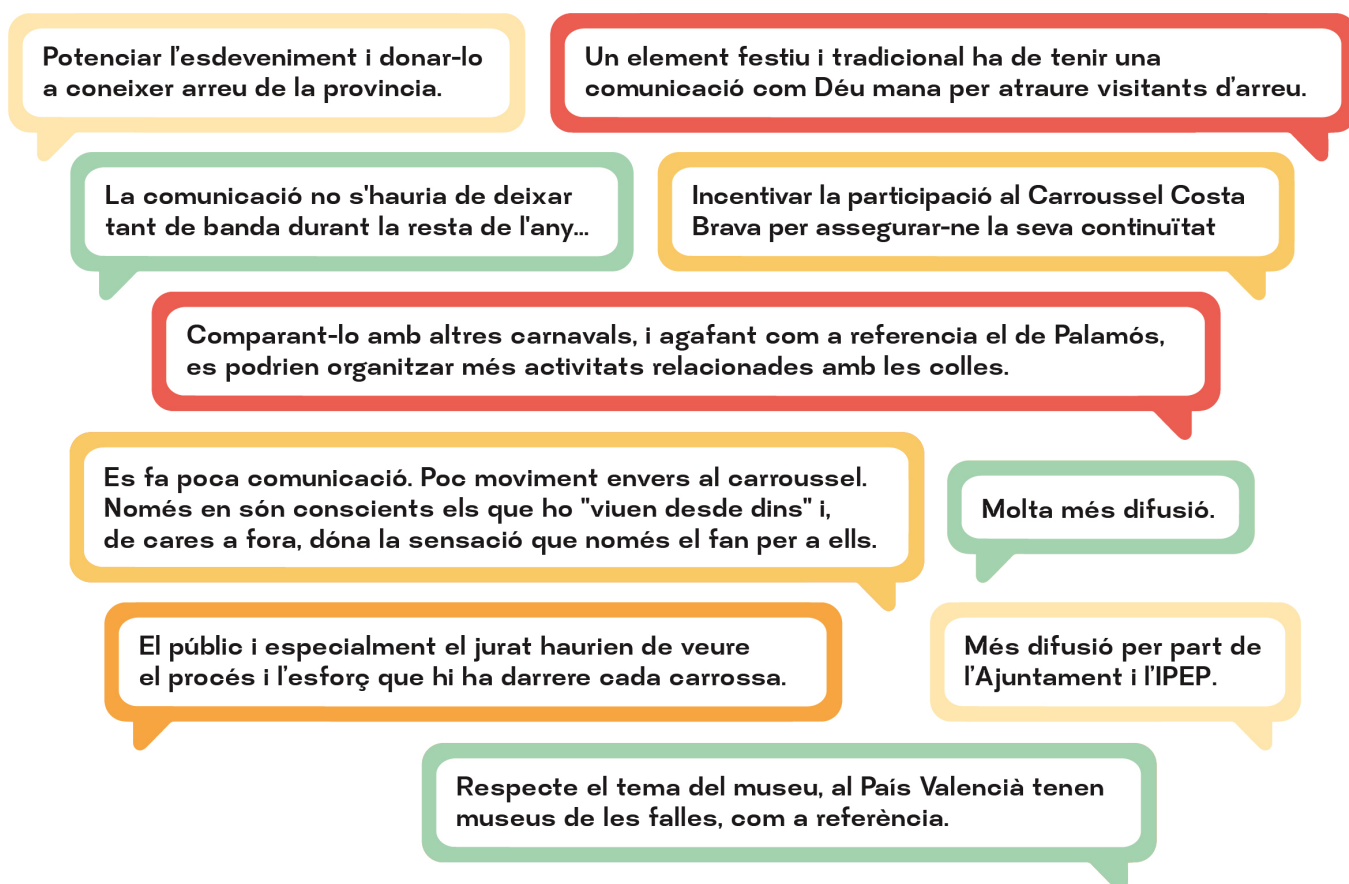 Potenciar l'esdeveniment i donar-lo
a coneixer arreu de la provincia.
Un element festiu i tradicional ha de tenir una
comunicació com Déu mana per atraure visitants d'arreu.
La comunicació no s'hauria de deixar
tant de banda durant la resta de l'any...
Incentivar la participació al Carroussel Costa
Brava per assegurar-ne la seva continuïtat
Comparant-lo amb altres carnavals, i agafant com a referencia el de Palamós,
es podrien organitzar més activitats relacionades amb les colles.
Es fa poca comunicació. Poc moviment envers al carroussel.
Només en són conscients els que ho "viuen desde dins" i,
de cares a fora, dóna la sensació que només el fan per a ells.
Molta més difusió.
El públic i especialment el jurat haurien de veure
el procés i l'esforç que hi ha darrere cada carrossa.
Més difusió per part de
l'Ajuntament i l'IPEP.
Respecte el tema del museu, al País Valencià tenen
museus de les falles, com a referència.